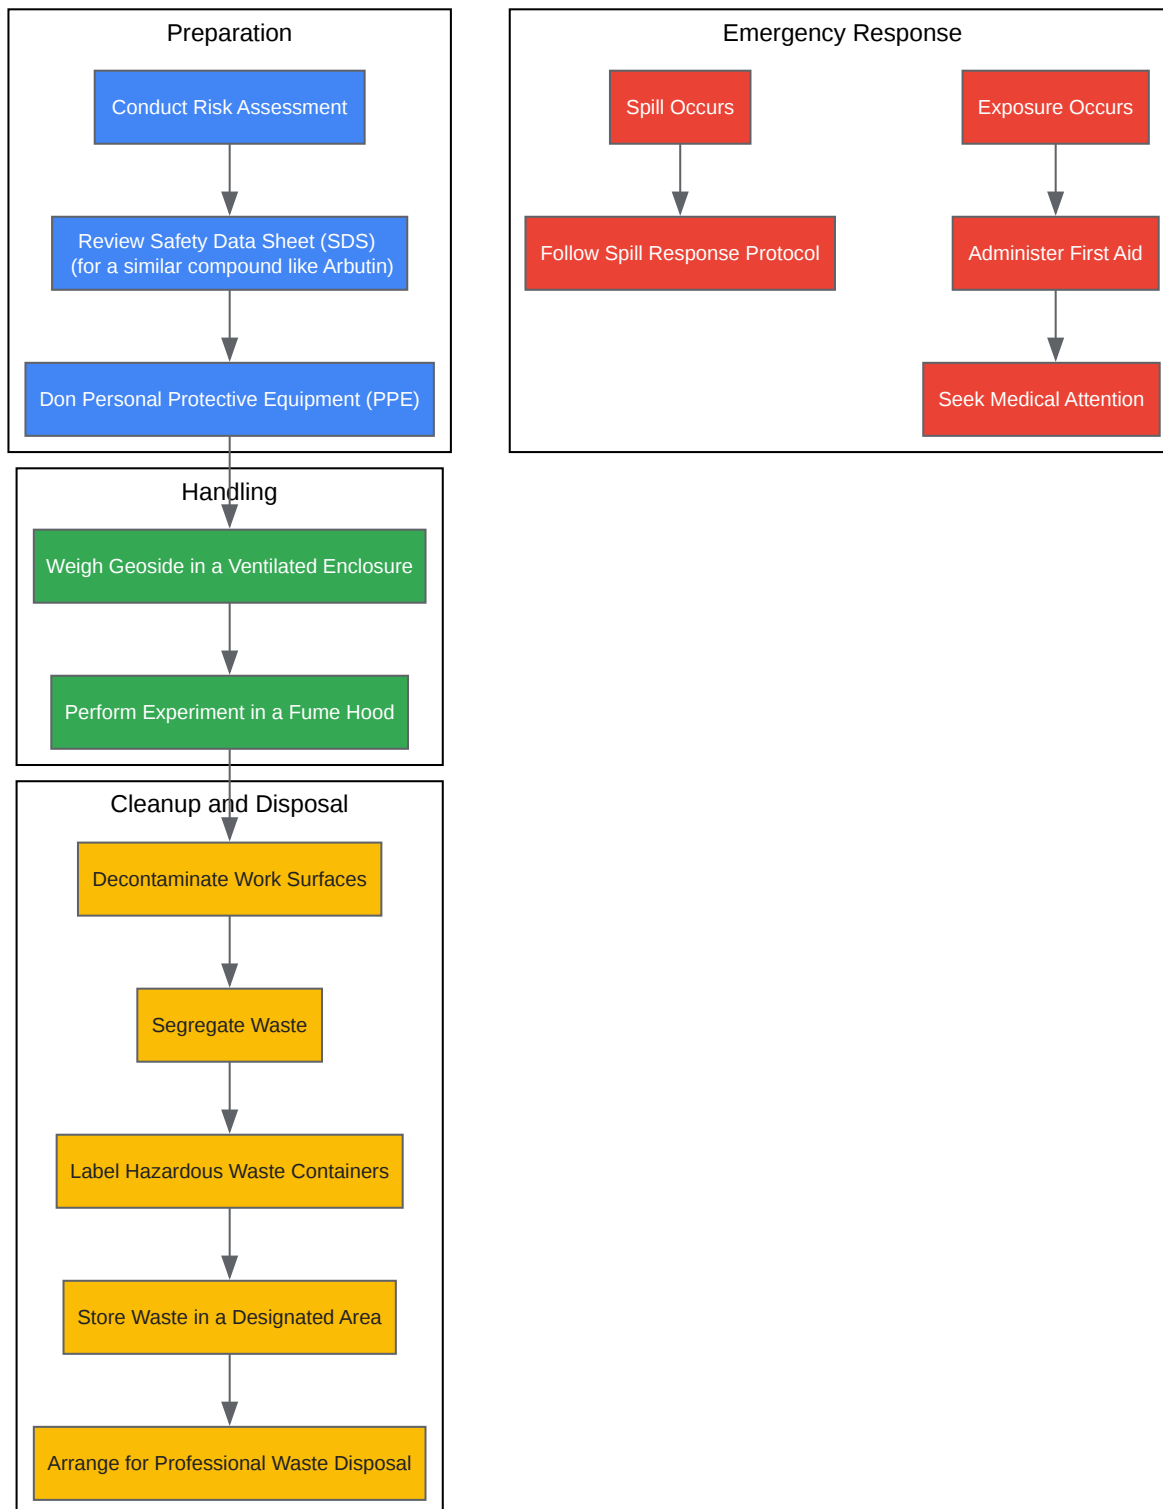 Preparation
Conduct Risk Assessment
Review Safety Data Sheet (SDS)
(for a similar compound like Arbutin)
Don Personal Protective Equipment (PPE)
Handling
Weigh Geoside in a Ventilated Enclosure
Perform Experiment in a Fume Hood
Cleanup and Disposal
Decontaminate Work Surfaces
Segregate Waste
Label Hazardous Waste Containers
Store Waste in a Designated Area
Arrange for Professional Waste Disposal
Emergency Response
Spill Occurs
Follow Spill Response Protocol
Exposure Occurs
Administer First Aid
Seek Medical Attention